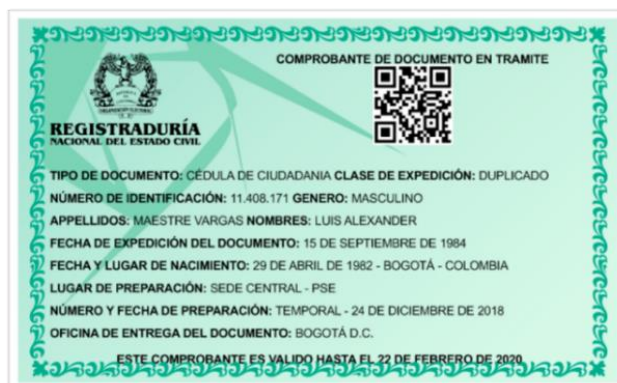 COMPROBANTE DE DOCUMENTO EN TRAMITE
REGISTRADURÍA
NACIONAL DEL ESTADO CIVIL
TIPO DE DOCUMENTO: CÉDULA DE CIUDADANIA CLASE DE EXPEDICIÓN: DUPLICADO
NÚMERO DE IDENTIFICACIÓN: 11.408.171 GENERO: MASCULINO
APPELLIDOS: MAESTRE VARGAS NOMBRES: LUIS ALEXANDER
FECHA DE EXPEDICIÓN DEL DOCUMENTO: 15 DE SEPTIEMBRE DE 1984
FECHA Y LUGAR DE NACIMIENTO: 29 DE ABRIL DE 1982 - BOGOTÁ - COLOMBIA
LUGAR DE PREPARACIÓN: SEDE CENTRAL - PSE
NÚMERO Y FECHA DE PREPARACIÓN: TEMPORAL - 24 DE DICIEMBRE DE 2018
OFICINA DE ENTREGA DEL DOCUMENTO: BOGOTÁ D.C.
ESTE COMPROBANTE ES VALIDO HASTA EL 22 DE FEBRERO DE 2020